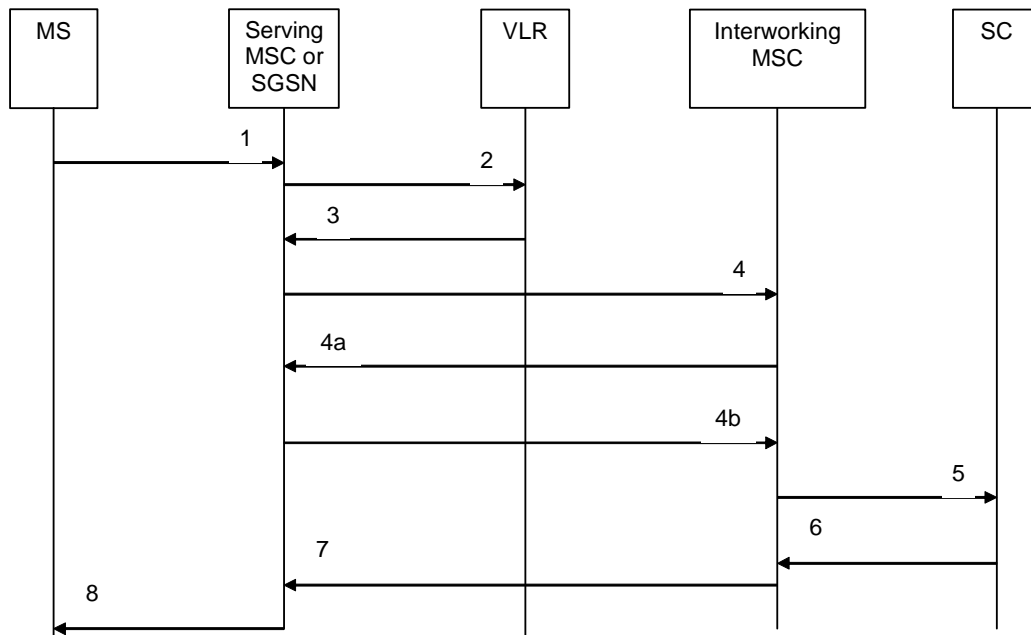 MS
Serving
MSC or
SGSN
VLR
Interworking
MSC
SC
1
2
3
4
4a
4b
5
6
7
8